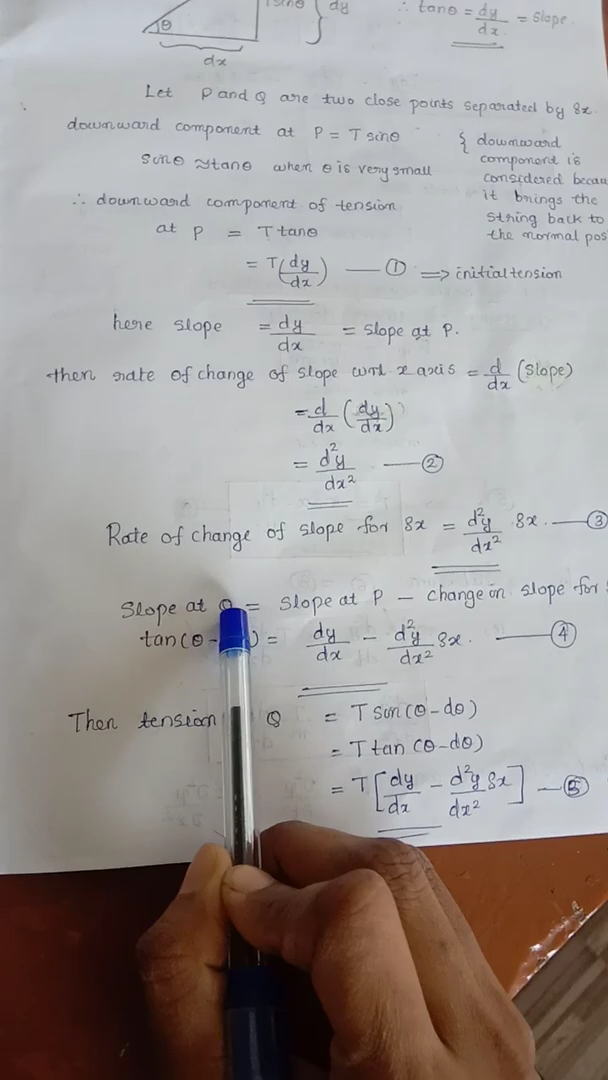 θ
dy
∴ tanθ = dy/dx = slope.
dx
Let P and Q are two close points separated by δx.
downward component at P = T sinθ
sinθ ≈ tanθ when θ is very small
{ downward
component is
considered
it brings the
string back to
the normal
∴ downward component of tension
at P = T tanθ
= T(dy/dx) —— ① ⇒ initial tension
here slope = dy/dx = slope at P.
then rate of change of slope wrt x axis = d/dx (slope)
= d/dx (dy/dx)
= d²y/dx² —— ②
Rate of change of slope for δx = d²y/dx² · δx. —— ③
Slope at Q = slope at P – change in slope for
tan(θ - ) = dy/dx - d²y/dx² δx. —— ④
Then tension Q = T sin(θ-dθ)
= T tan(θ-dθ)
= T[dy/dx - d²y/dx² δx] —— ⑤